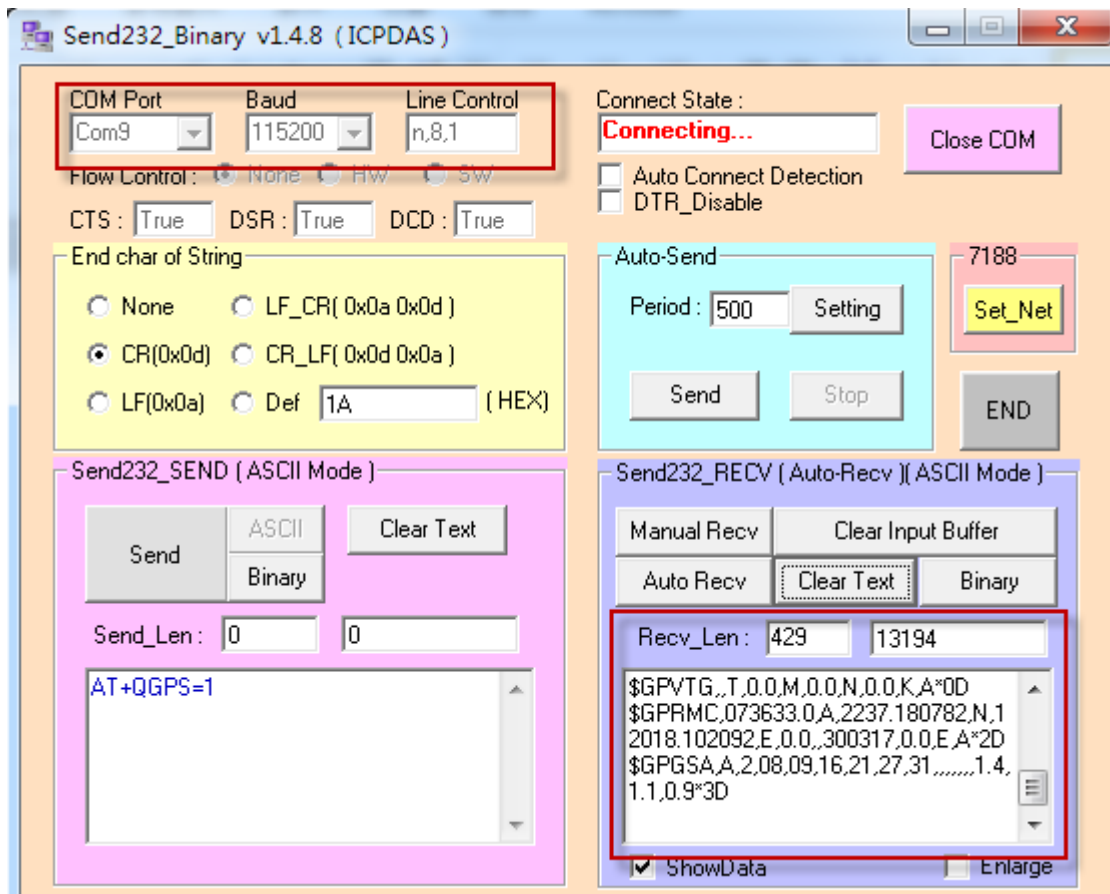 Send232_Binary v1.4.8 (ICPDAS)
COM Port Baud Line Control
Com9 115200 n,8,1
Flow Control : None HW SW
CTS : True DSR : True DCD : True
Connect State :
Connecting...
Auto Connect Detection
DTR_Disable
Close COM
End char of String
None LF_CR( 0x0a 0x0d )
CR(0x0d) CR_LF( 0x0d 0x0a )
LF(0x0a) Def 1A ( HEX)
Auto-Send
Period : 500 Setting
Send Stop
7188
Set_Net
END
Send232_SEND ( ASCII Mode )
Send ASCII Clear Text
Binary
Send_Len : 0 0
AT+QGPS=1
Send232_RECV ( Auto-Recv )( ASCII Mode )
Manual Recv Clear Input Buffer
Auto Recv Clear Text Binary
Recv_Len : 429 13194
$GPVTG,,T,0.0,M,0.0,N,0.0,K,A*0D
$GPRMC,073633.0,A,2237.180782,N,1
2018.102092,E,0.0,,300317,0.0,E,A*2D
$GPGSA,A,2,08,09,16,21,27,31,,,,,,,1.4,
1.1,0.9*3D
ShowData Enlarge